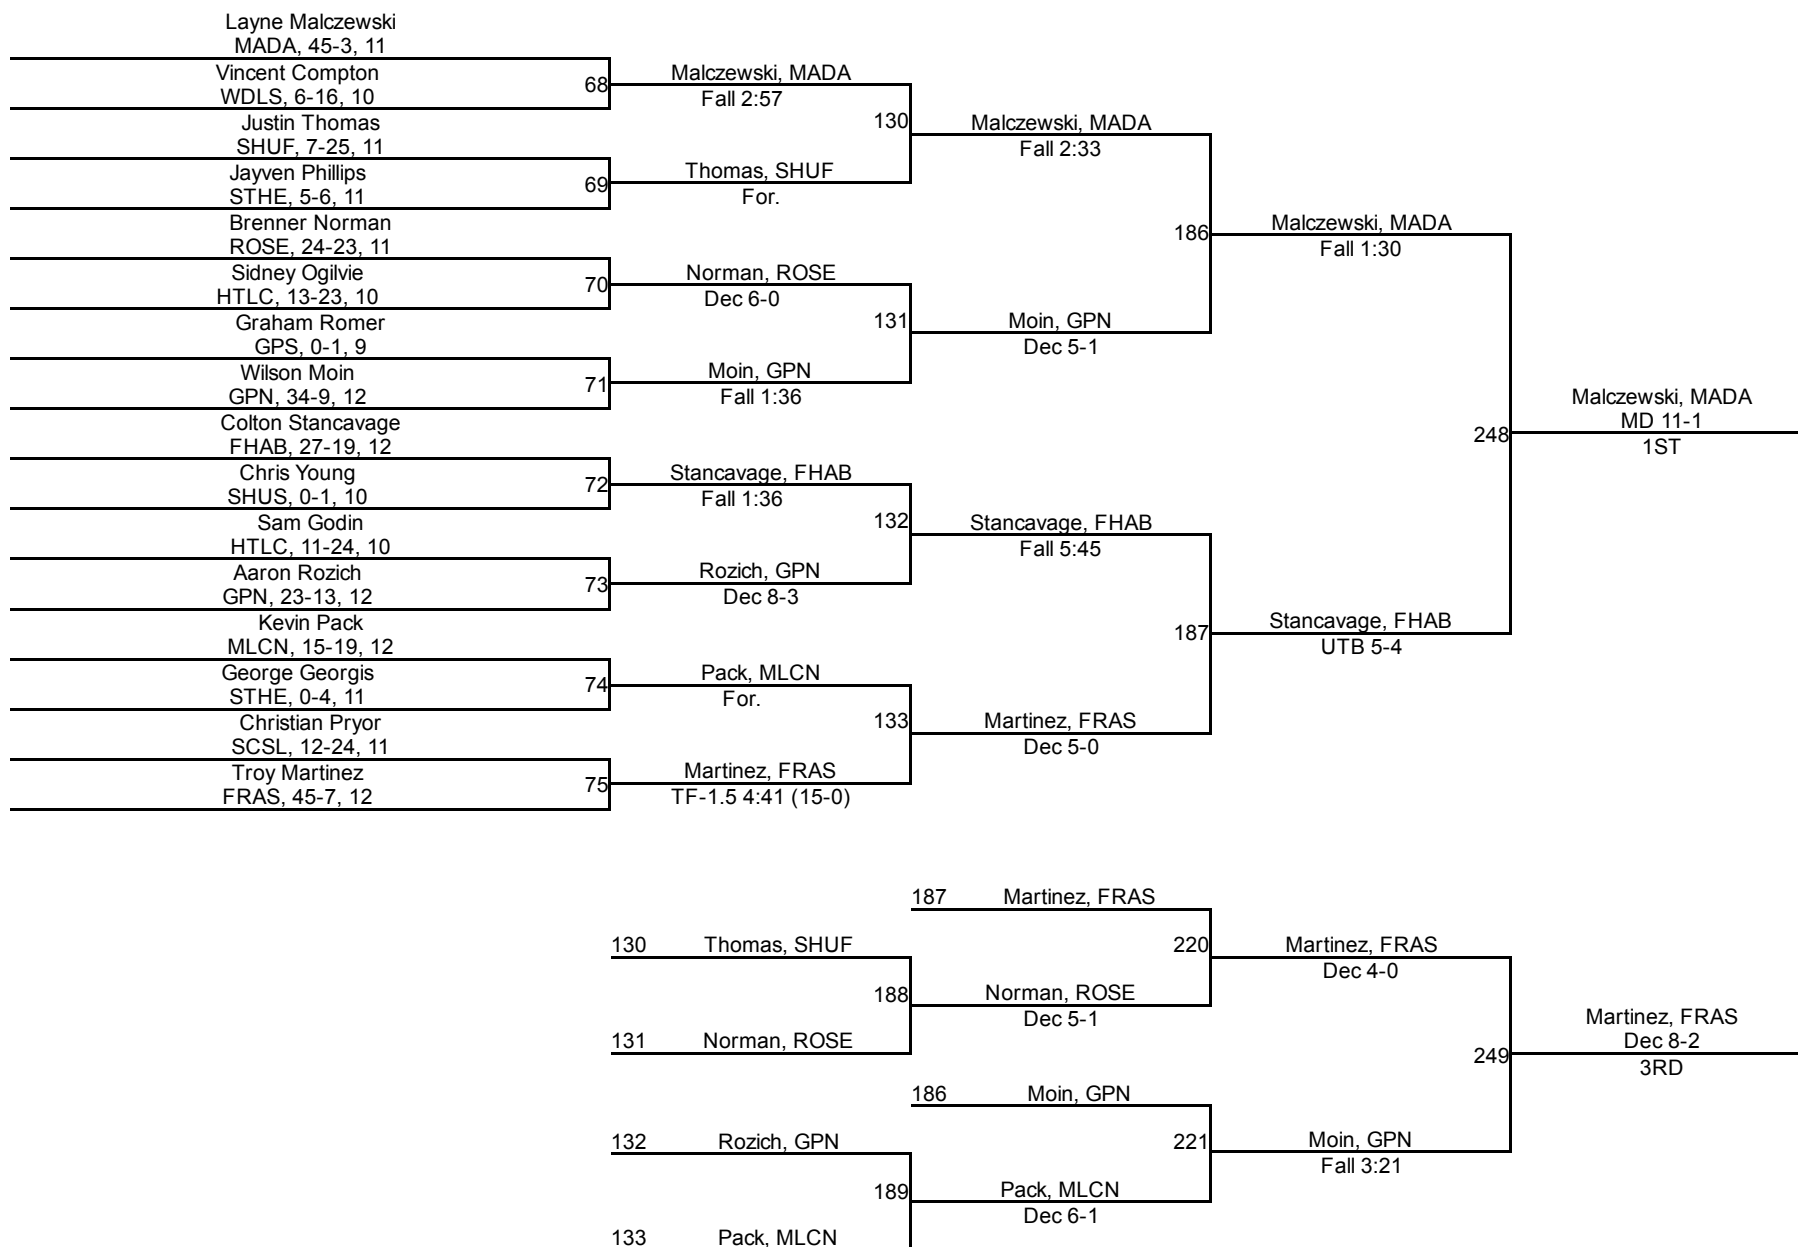 Layne Malczewski
MADA, 45-3, 11
Vincent Compton
WDLS, 6-16, 10
Justin Thomas
SHUF, 7-25, 11
Jayven Phillips
STHE, 5-6, 11
Brenner Norman
ROSE, 24-23, 11
Sidney Ogilvie
HTLC, 13-23, 10
Graham Romer
GPS, 0-1, 9
Wilson Moin
GPN, 34-9, 12
Colton Stancavage
FHAB, 27-19, 12
Chris Young
SHUS, 0-1, 10
Sam Godin
HTLC, 11-24, 10
Aaron Rozich
GPN, 23-13, 12
Kevin Pack
MLCN, 15-19, 12
George Georgis
STHE, 0-4, 11
Christian Pryor
SCSL, 12-24, 11
Troy Martinez
FRAS, 45-7, 12
68
Malczewski, MADA
Fall 2:57
69
Thomas, SHUF
For.
70
Norman, ROSE
Dec 6-0
71
Moin, GPN
Fall 1:36
72
Stancavage, FHAB
Fall 1:36
73
Rozich, GPN
Dec 8-3
74
Pack, MLCN
For.
75
Martinez, FRAS
TF-1.5 4:41 (15-0)
130
Malczewski, MADA
Fall 2:33
131
Moin, GPN
Dec 5-1
132
Stancavage, FHAB
Fall 5:45
133
Martinez, FRAS
Dec 5-0
186
Malczewski, MADA
Fall 1:30
187
Stancavage, FHAB
UTB 5-4
248
Malczewski, MADA
MD 11-1
1ST
187 Martinez, FRAS
130 Thomas, SHUF
188
Norman, ROSE
Dec 5-1
131 Norman, ROSE
220
Martinez, FRAS
Dec 4-0
186 Moin, GPN
132 Rozich, GPN
189
Pack, MLCN
Dec 6-1
133 Pack, MLCN
221
Moin, GPN
Fall 3:21
249
Martinez, FRAS
Dec 8-2
3RD